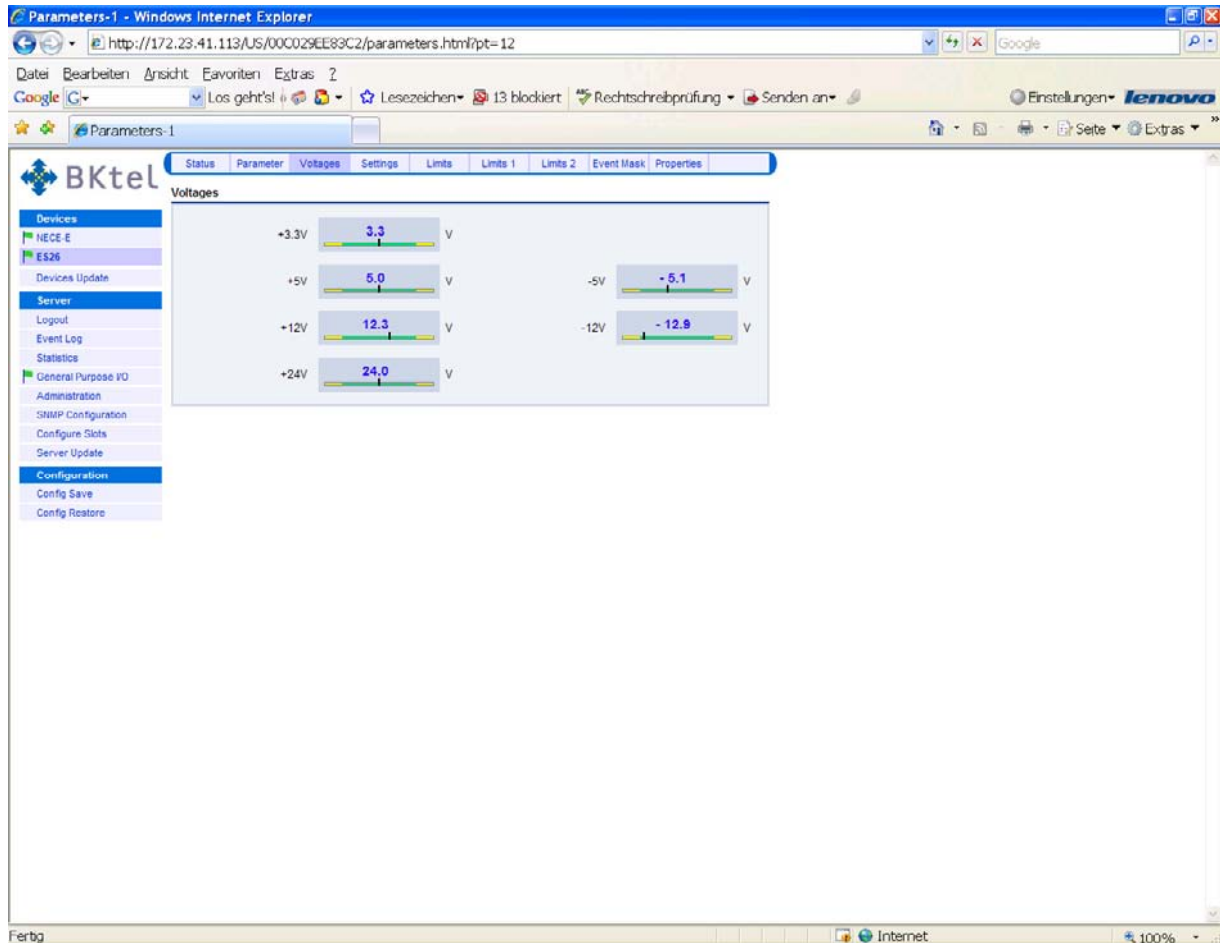 Parameters-1 - Windows Internet Explorer
http://172.23.41.113/US/00C029EE83C2/parameters.html?pt=12
Google
Datei Bearbeiten Ansicht Favoriten Extras ?
Google G Los geht's! Lesezeichen 13 blockiert ABC Rechtschreibprüfung Senden an Einstellungen lenovo
Parameters-1 Seite Extras »
BKtel
Status Parameter Voltages Settings Limits Limits 1 Limits 2 Event Mask Properties
Voltages
Devices
NECE-E
ES26
Devices Update
Server
Logout
Event Log
Statistics
General Purpose I/O
Administration
SNMP Configuration
Configure Slots
Server Update
Configuration
Config Save
Config Restore
+3.3V 3.3 V
+5V 5.0 V -5V - 5.1 V
+12V 12.3 V -12V - 12.9 V
+24V 24.0 V
Fertig Internet 100%